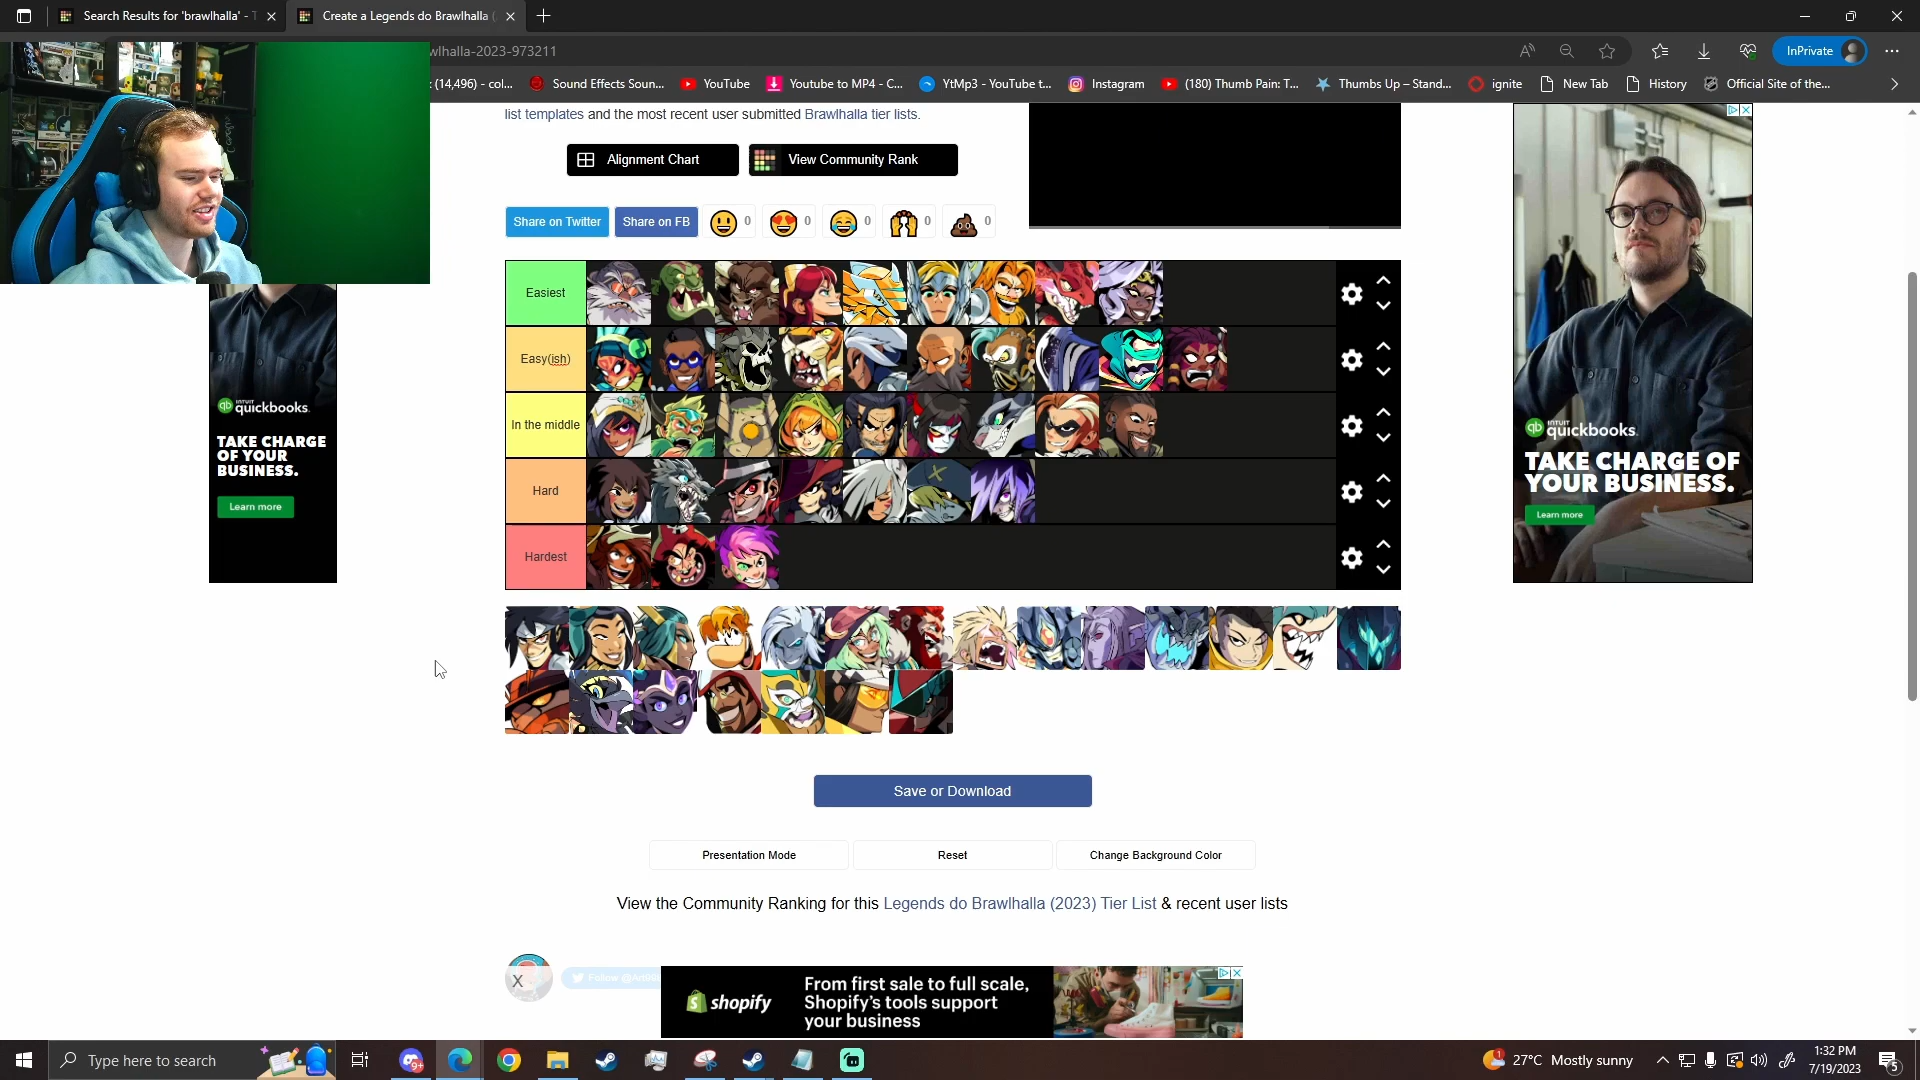 Search Results for 'brawlhalla' - T
Create a Legends do Brawlhalla (
wlhalla-2023-973211
InPrivate
(14,496) - col...
Sound Effects Soun...
YouTube
Youtube to MP4 - C...
YtMp3 - YouTube t...
Instagram
(180) Thumb Pain: T...
Thumbs Up – Stand...
ignite
New Tab
History
Official Site of the...
list templates and the most recent user submitted Brawlhalla tier lists.
Alignment Chart
View Community Rank
Share on Twitter
Share on FB
0
0
0
0
0
Easiest
Easy(ish)
In the middle
Hard
Hardest
INTUIT
quickbooks.
TAKE CHARGE
OF YOUR
BUSINESS.
Learn more
INTUIT
quickbooks.
TAKE CHARGE OF
YOUR BUSINESS.
Learn more
Save or Download
Presentation Mode
Reset
Change Background Color
View the Community Ranking for this Legends do Brawlhalla (2023) Tier List & recent user lists
X
shopify
From first sale to full scale,
Shopify's tools support
your business
Type here to search
9+
1
27°C Mostly sunny
1:32 PM
7/19/2023
5